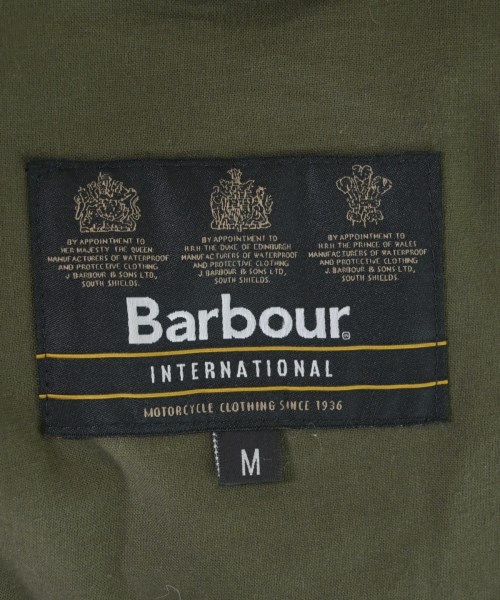 BY APPOINTMENT TO
HER MAJESTY THE QUEEN
MANUFACTURERS OF WATERPROOF
AND PROTECTIVE CLOTHING
J. BARBOUR & SONS LTD,
SOUTH SHIELDS.
BY APPOINTMENT TO
H.R.H THE DUKE OF EDINBURGH
MANUFACTURERS OF WATERPROOF
AND PROTECTIVE CLOTHING
J. BARBOUR & SONS LTD,
SOUTH SHIELDS.
BY APPOINTMENT TO
H.R.H THE PRINCE OF WALES
MANUFACTURERS OF WATERPROOF
AND PROTECTIVE CLOTHING
J. BARBOUR & SONS LTD,
SOUTH SHIELDS.
Barbour®
INTERNATIONAL
MOTORCYCLE CLOTHING SINCE 1936
M